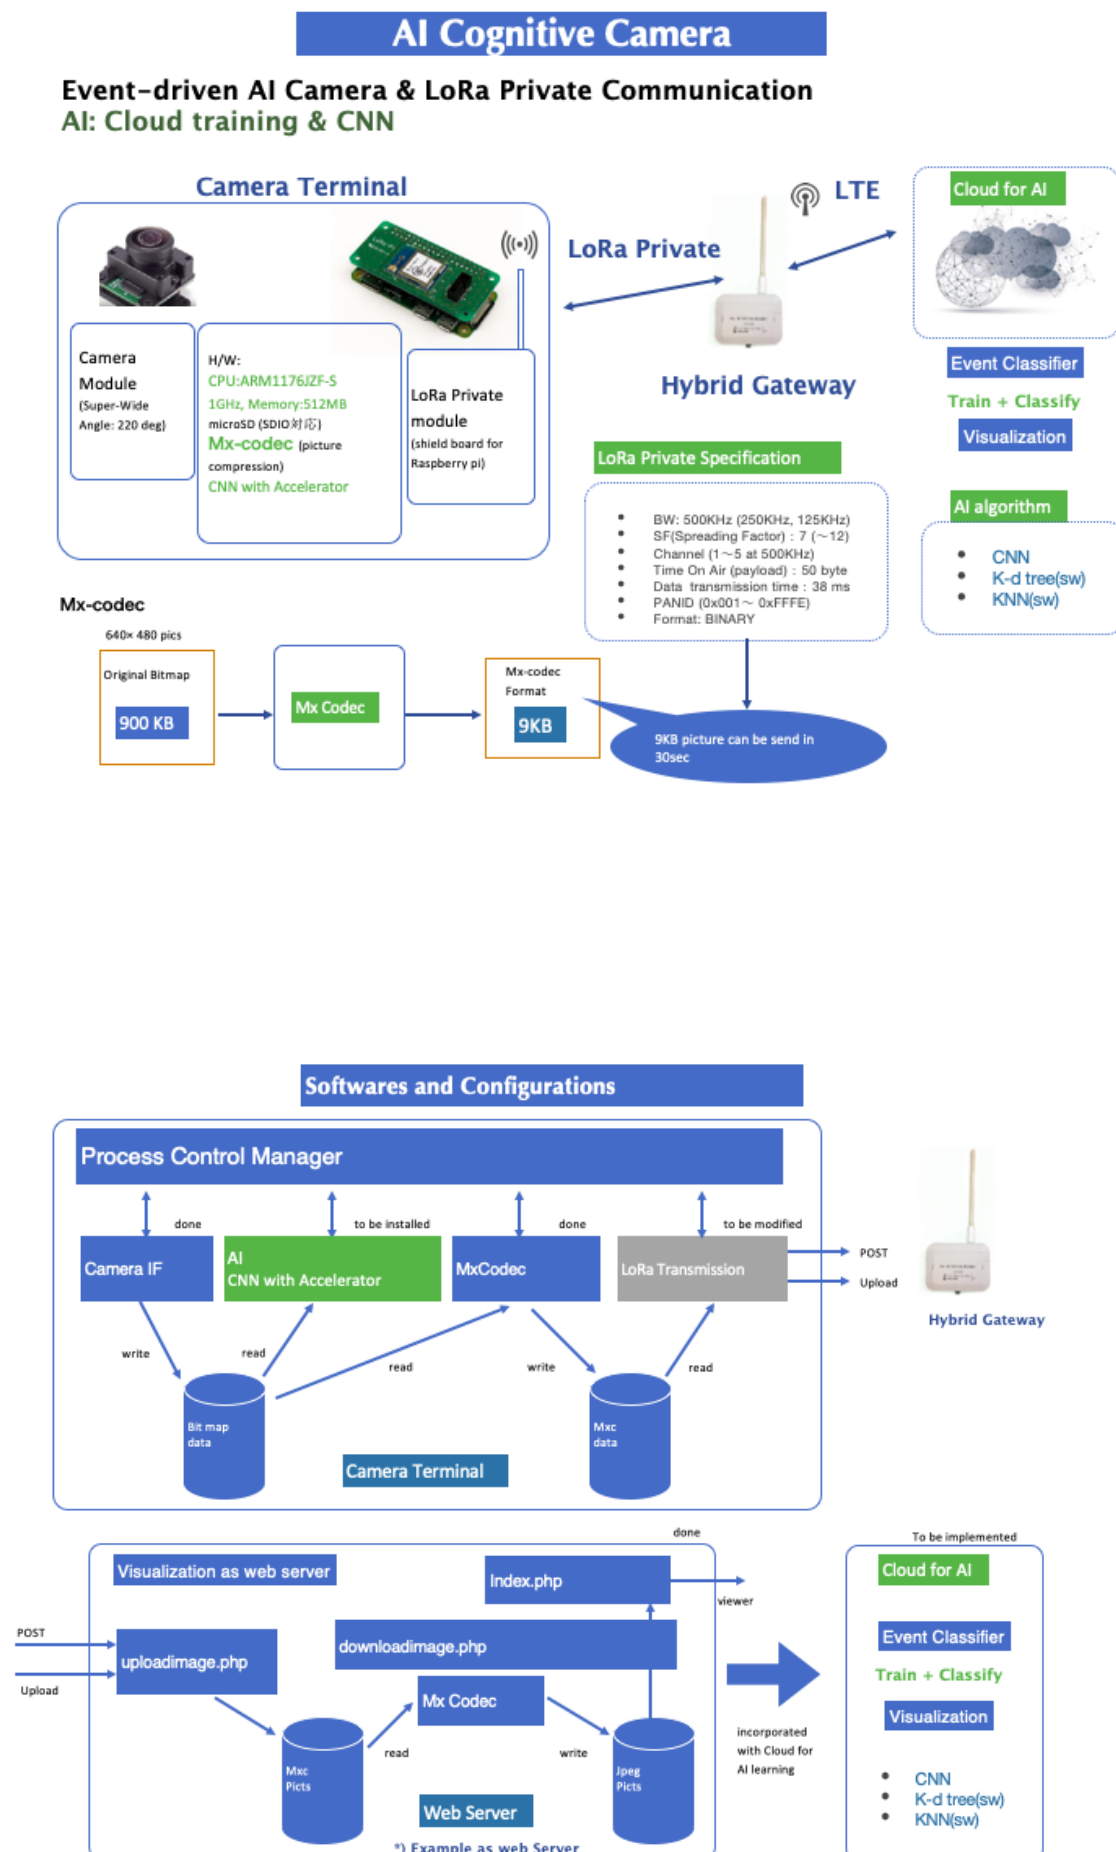 AI Cognitive Camera
Event-driven AI Camera & LoRa Private Communication
AI: Cloud training & CNN
Camera Terminal
LoRa Private
LTE
Hybrid Gateway
Cloud for AI
Event Classifier
Train + Classify
Visualization
Camera
Module
(Super-Wide
Angle: 220 deg)
H/W:
CPU:ARM1176JZF-S
1GHz, Memory:512MB
microSD (SDIO対応)
Mx-codec (picture
compression)
CNN with Accelerator
LoRa Private
module
(shield board for
Raspberry pi)
LoRa Private Specification
• BW: 500KHz (250KHz, 125KHz)
• SF(Spreading Factor) : 7 (～12)
• Channel (1～5 at 500KHz)
• Time On Air (payload) : 50 byte
• Data transmission time : 38 ms
• PANID (0x001～ 0xFFFE)
• Format: BINARY
AI algorithm
• CNN
• K-d tree(sw)
• KNN(sw)
Mx-codec
640× 480 pics
Original Bitmap
900 KB
Mx Codec
Mx-codec
Format
9KB
9KB picture can be send in
30sec
Softwares and Configurations
Process Control Manager
done
to be installed
done
to be modified
Camera IF
AI
CNN with Accelerator
MxCodec
LoRa Transmission
POST
Upload
Hybrid Gateway
write
read
read
write
read
Bit map
data
Mxc
data
Camera Terminal
done
Visualization as web server
Index.php
viewer
POST
Upload
uploadimage.php
downloadimage.php
Mx Codec
read
write
Mxc
Picts
Jpeg
Picts
Web Server
*) Example as web Server
incorporated
with Cloud for
AI learning
To be implemented
Cloud for AI
Event Classifier
Train + Classify
Visualization
• CNN
• K-d tree(sw)
• KNN(sw)